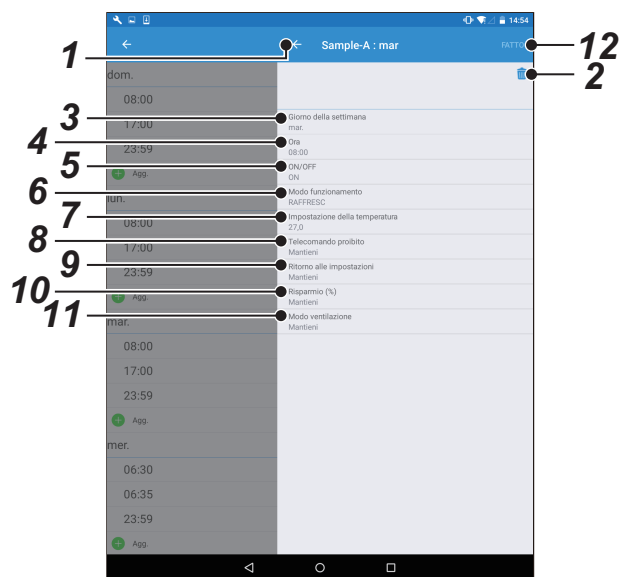 14:54
Sample-A : mar
FATTO
1
12
2
dom.
08:00
17:00
23:59
Agg.
lun.
08:00
17:00
23:59
Agg.
mar.
08:00
17:00
23:59
Agg.
mer.
06:30
06:35
23:59
Agg.
3
Giorno della settimana
mar.
4
Ora
08:00
5
ON/OFF
ON
6
Modo funzionamento
RAFFRESC
7
Impostazione della temperatura
27,0
8
Telecomando proibito
Mantieni
9
Ritorno alle impostazioni
Mantieni
10
Risparmio (%)
Mantieni
11
Modo ventilazione
Mantieni